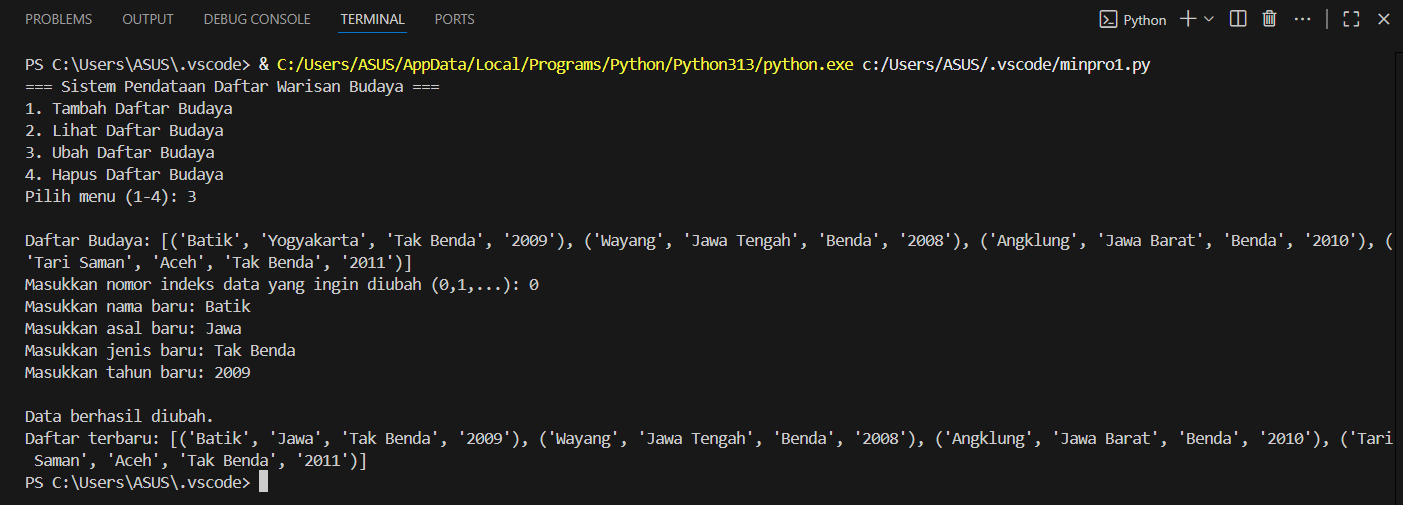 PROBLEMS OUTPUT DEBUG CONSOLE TERMINAL PORTS Python
PS C:\Users\ASUS\.vscode> & C:/Users/ASUS/AppData/Local/Programs/Python/Python313/python.exe c:/Users/ASUS/.vscode/minpro1.py
=== Sistem Pendataan Daftar Warisan Budaya ===
1. Tambah Daftar Budaya
2. Lihat Daftar Budaya
3. Ubah Daftar Budaya
4. Hapus Daftar Budaya
Pilih menu (1-4): 3
Daftar Budaya: [('Batik', 'Yogyakarta', 'Tak Benda', '2009'), ('Wayang', 'Jawa Tengah', 'Benda', '2008'), ('Angklung', 'Jawa Barat', 'Benda', '2010'), (
'Tari Saman', 'Aceh', 'Tak Benda', '2011')]
Masukkan nomor indeks data yang ingin diubah (0,1,...): 0
Masukkan nama baru: Batik
Masukkan asal baru: Jawa
Masukkan jenis baru: Tak Benda
Masukkan tahun baru: 2009
Data berhasil diubah.
Daftar terbaru: [('Batik', 'Jawa', 'Tak Benda', '2009'), ('Wayang', 'Jawa Tengah', 'Benda', '2008'), ('Angklung', 'Jawa Barat', 'Benda', '2010'), ('Tari
 Saman', 'Aceh', 'Tak Benda', '2011')]
PS C:\Users\ASUS\.vscode>